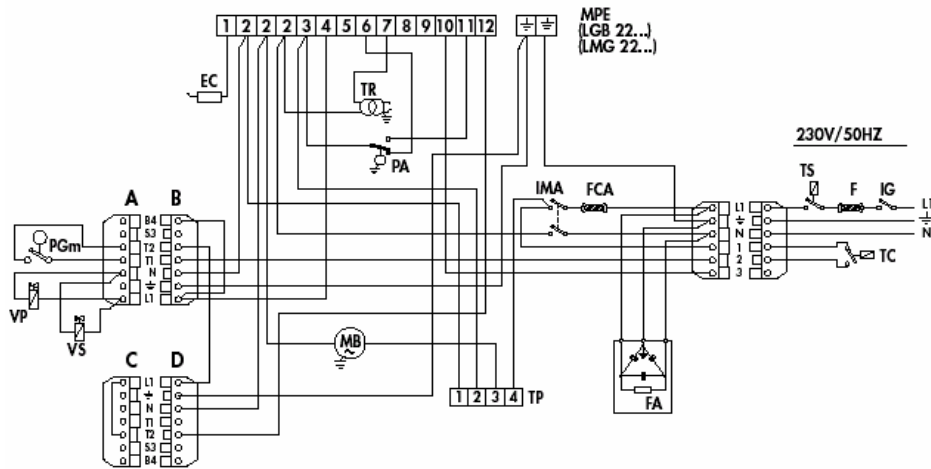 MPE
(LGB 22...)
(LMG 22...)
1 2 2 2 3 4 5 6 7 8 9 10 11 12
EC
TR
PA
230V/50HZ
TS F IG
IMA FCA
L1
N
TC
L1
N
1
2
3
A B
B4
S3
T2
T1
N
L1
PGm
VP
VS
MB
~
C D
L1
N
T1
T2
S3
B4
1 2 3 4 TP
FA